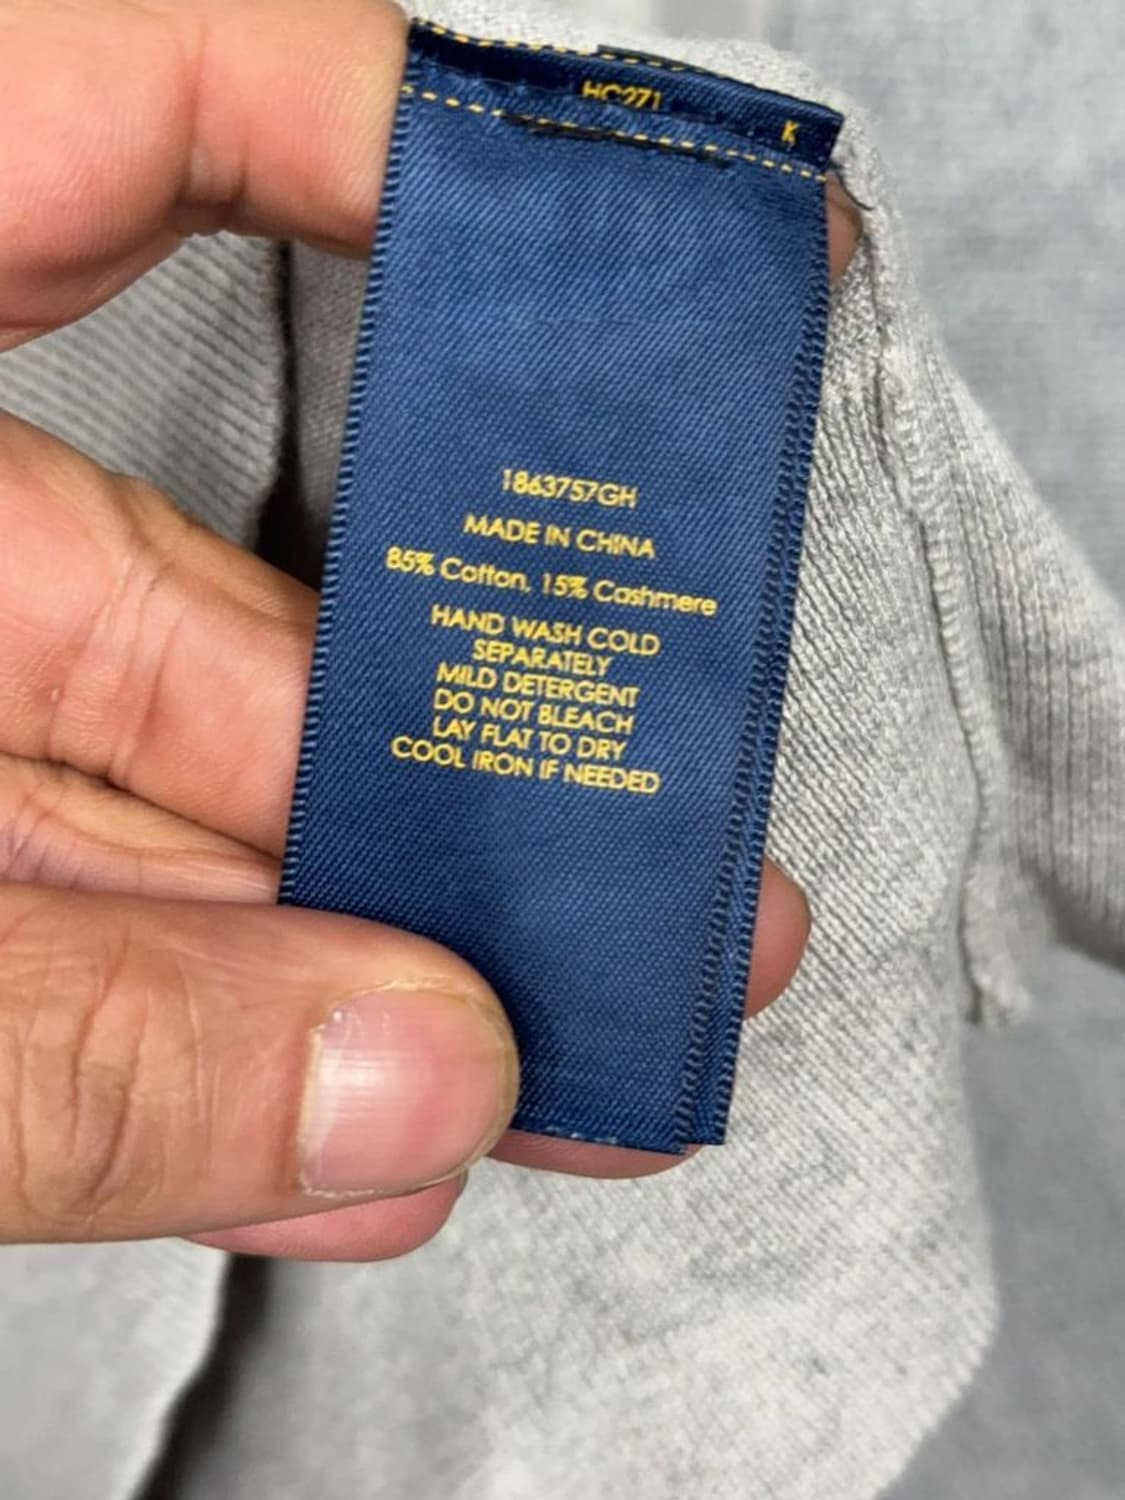 HC271
K
1863757GH
MADE IN CHINA
85% Cotton, 15% Cashmere
HAND WASH COLD
SEPARATELY
MILD DETERGENT
DO NOT BLEACH
LAY FLAT TO DRY
COOL IRON IF NEEDED